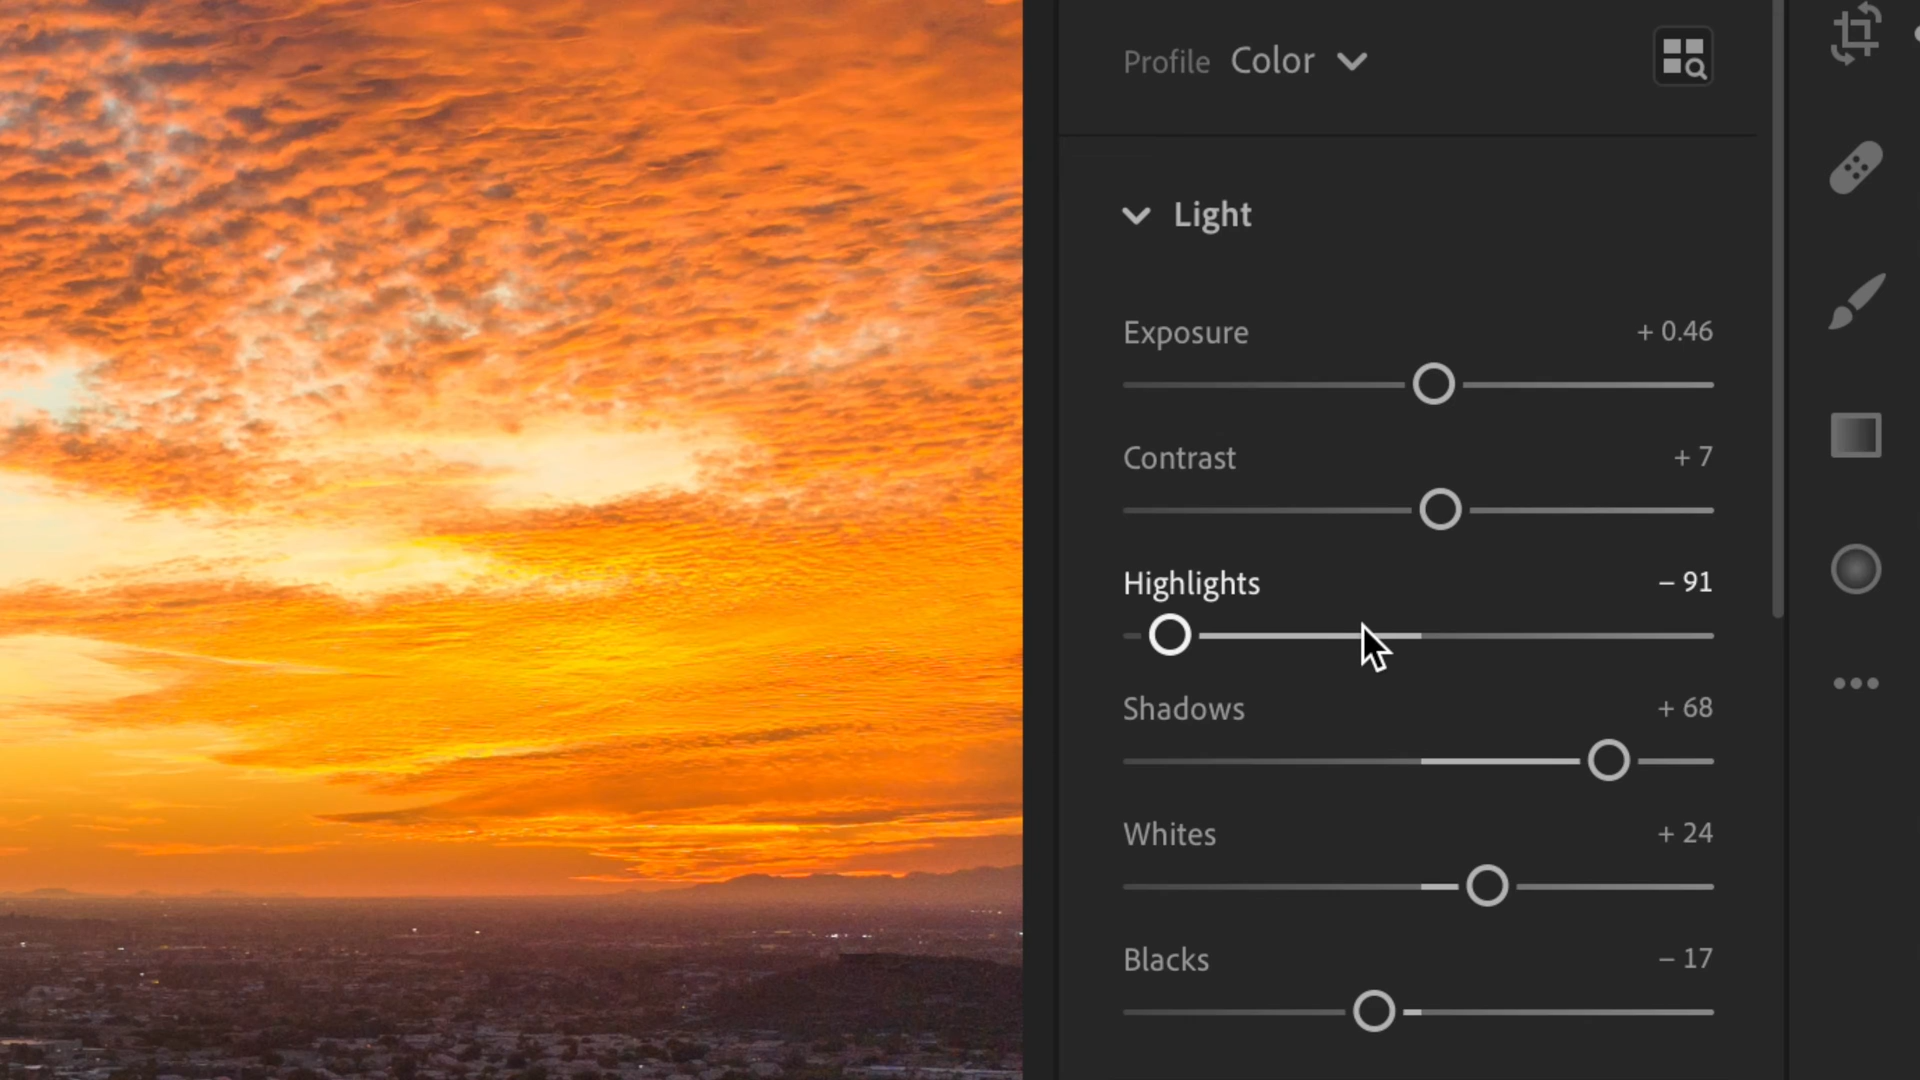 Profile Color
Light
Exposure + 0.46
Contrast + 7
Highlights – 91
Shadows + 68
Whites + 24
Blacks – 17